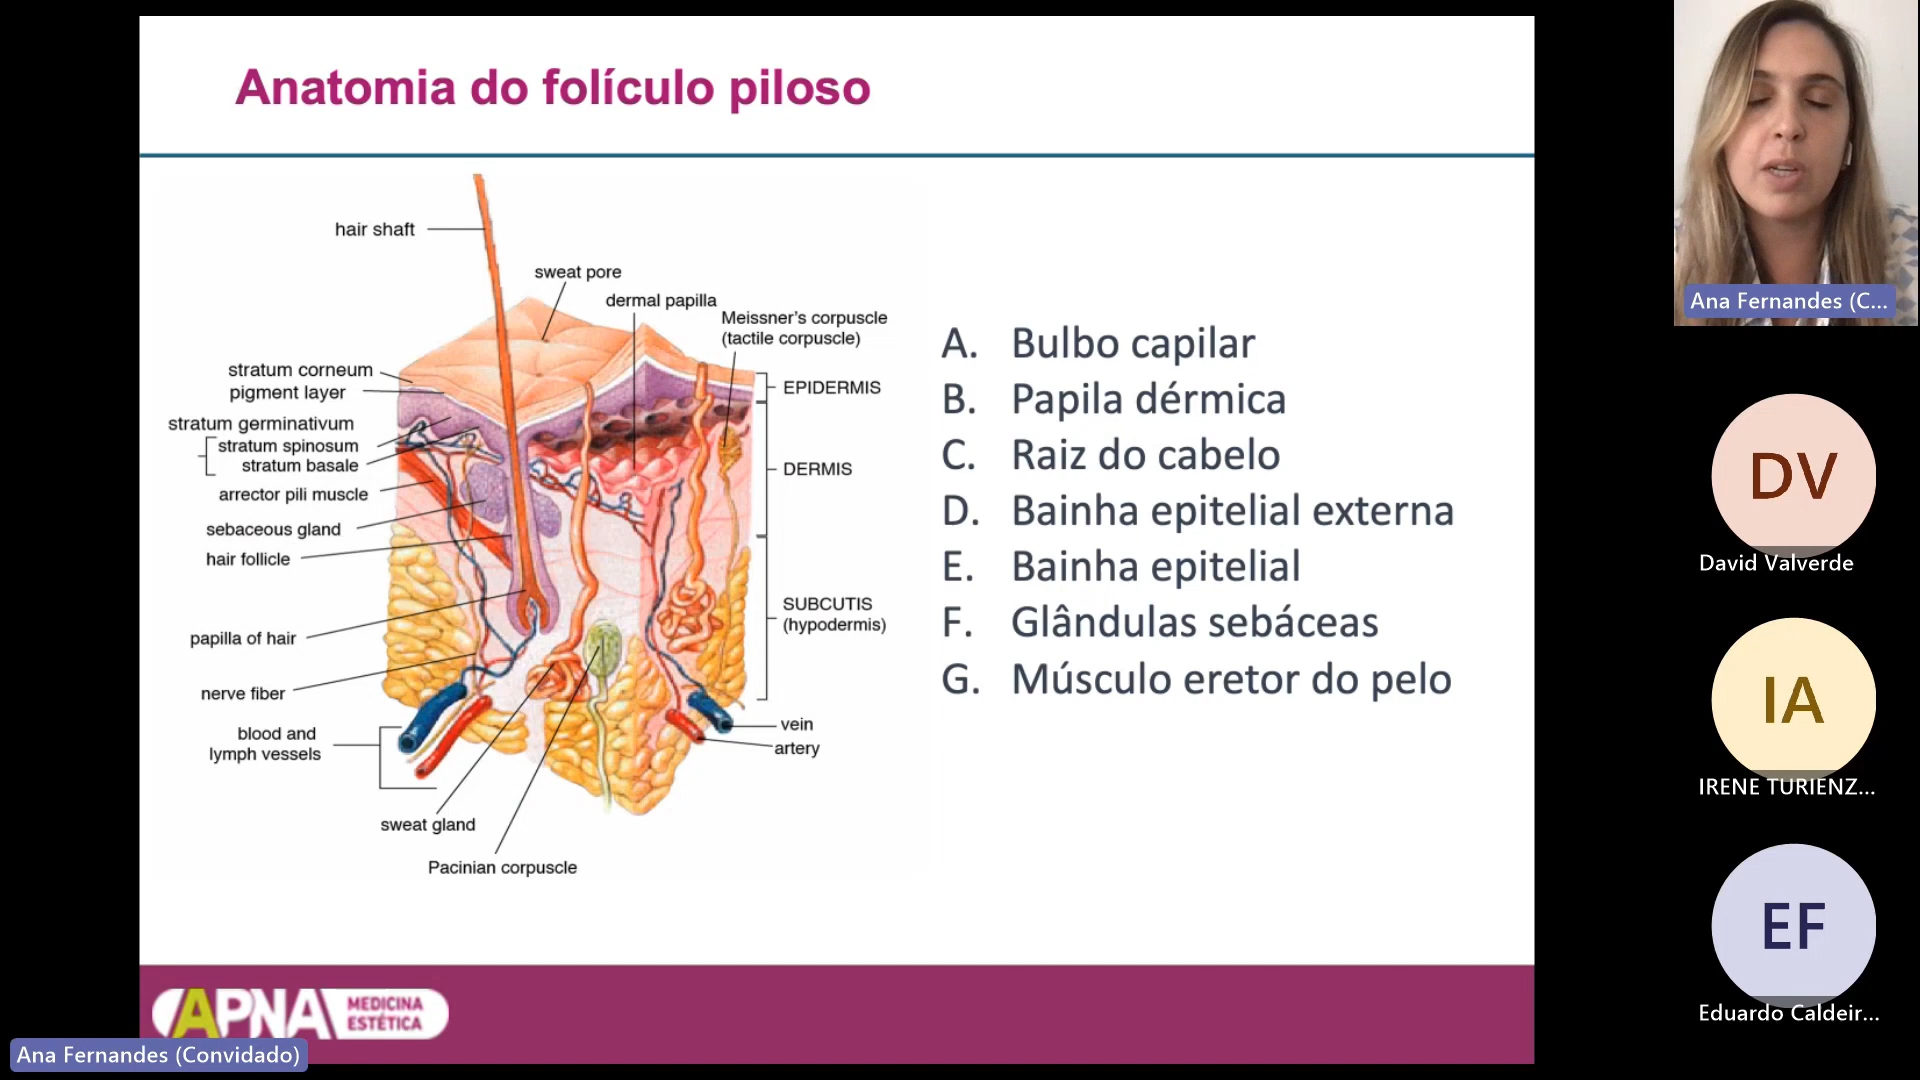 Anatomia do folículo piloso
hair shaft
sweat pore
dermal papilla
Meissner's corpuscle
(tactile corpuscle)
stratum corneum
pigment layer
stratum germinativum
stratum spinosum
stratum basale
arrector pili muscle
sebaceous gland
hair follicle
papilla of hair
nerve fiber
blood and
lymph vessels
sweat gland
Pacinian corpuscle
EPIDERMIS
DERMIS
SUBCUTIS
(hypodermis)
vein
artery
A. Bulbo capilar
B. Papila dérmica
C. Raiz do cabelo
D. Bainha epitelial externa
E. Bainha epitelial
F. Glândulas sebáceas
G. Músculo eretor do pelo
APNA
MEDICINA
ESTÉTICA
Ana Fernandes (Convidado)
Ana Fernandes (C...
DV
David Valverde
IA
IRENE TURIENZ...
EF
Eduardo Caldeir...